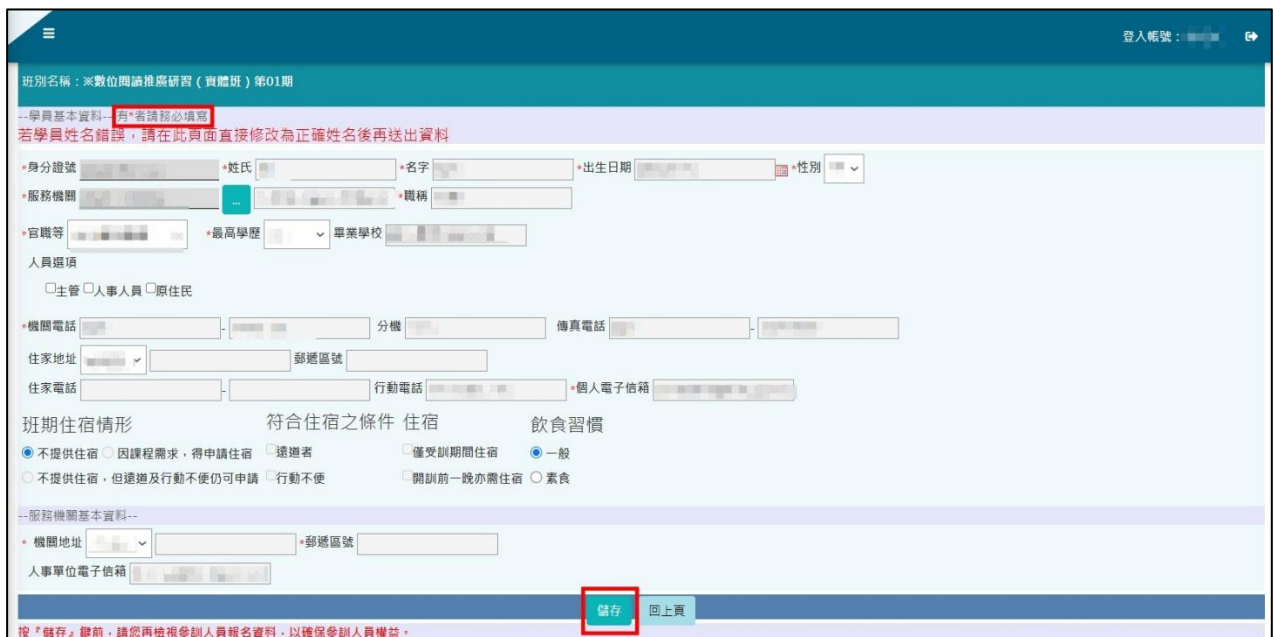 登入帳號：
班別名稱：※數位閱讀推廣研習（實體班）第01期
--學員基本資料--有*者請務必填寫
若學員姓名錯誤，請在此頁面直接修改為正確姓名後再送出資料
*身分證號 *姓氏 *名字 *出生日期 *性別
*服務機關 ... *職稱
*官職等 *最高學歷 畢業學校
人員選項
主管 人事人員 原住民
*機關電話 - 分機 傳真電話 -
住家地址 郵遞區號
住家電話 - 行動電話 *個人電子信箱
班期住宿情形 符合住宿之條件 住宿 飲食習慣
不提供住宿 因課程需求，得申請住宿 遠道者 僅受訓期間住宿 一般
不提供住宿，但遠道及行動不便仍可申請 行動不便 開訓前一晚亦需住宿 素食
--服務機關基本資料--
* 機關地址 *郵遞區號
人事單位電子信箱
儲存 回上頁
按『儲存』鍵前，請您再檢視參訓人員報名資料，以確保參訓人員權益。